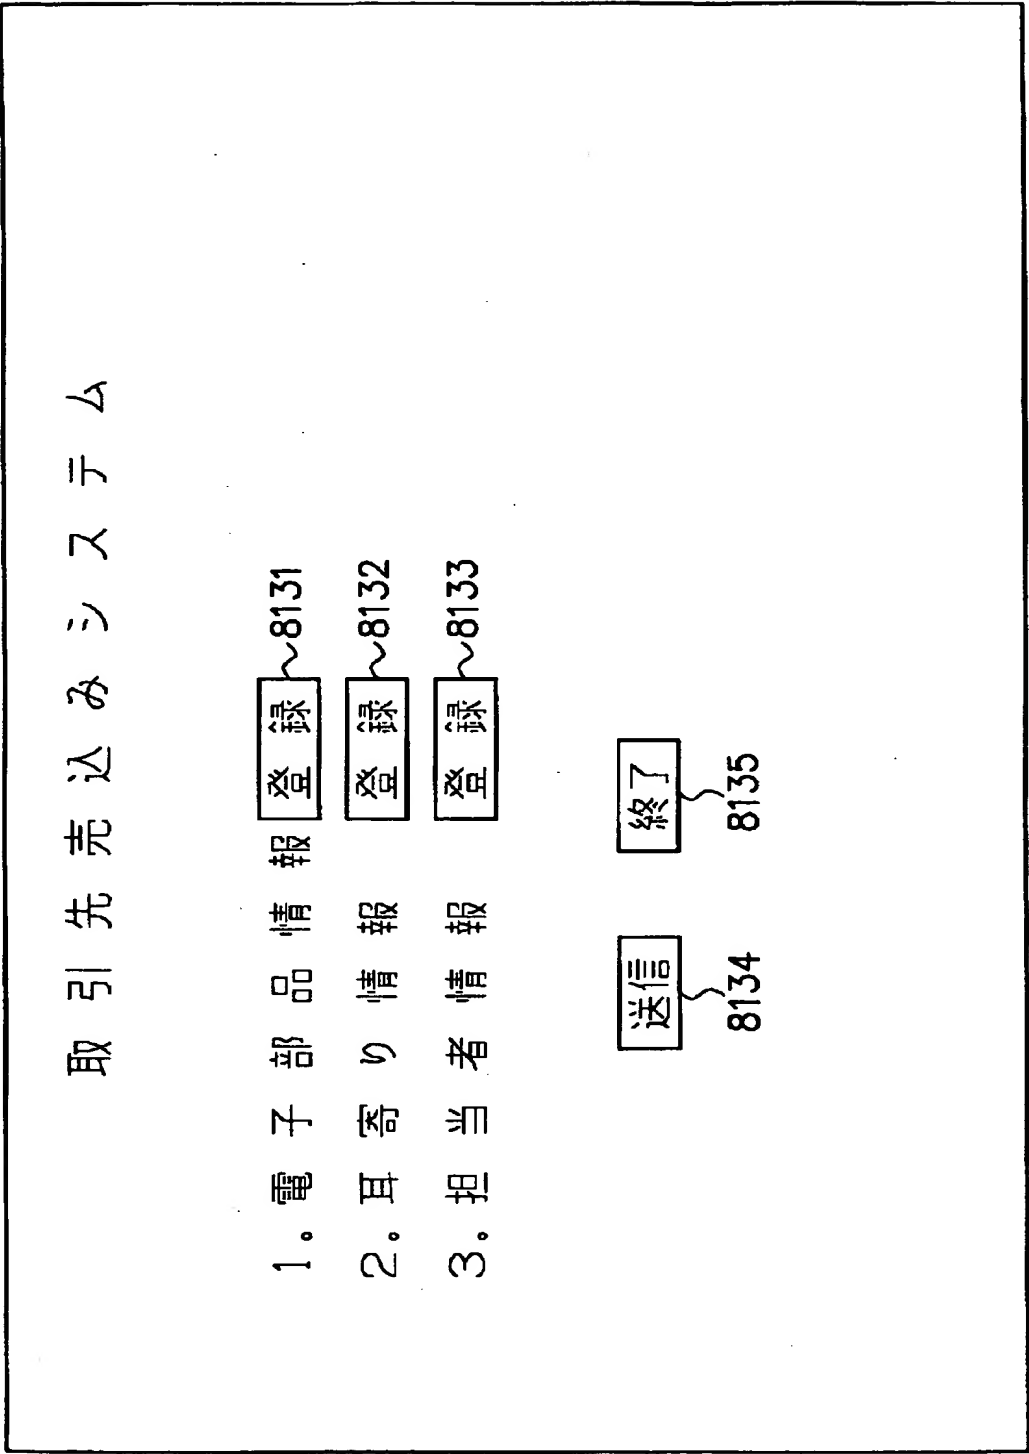 取引先売込みシステム
1。電子部品情報 登録 8131
2。耳寄り情報 登録 8132
3。担当者情報 登録 8133
送信 終了
8134 8135